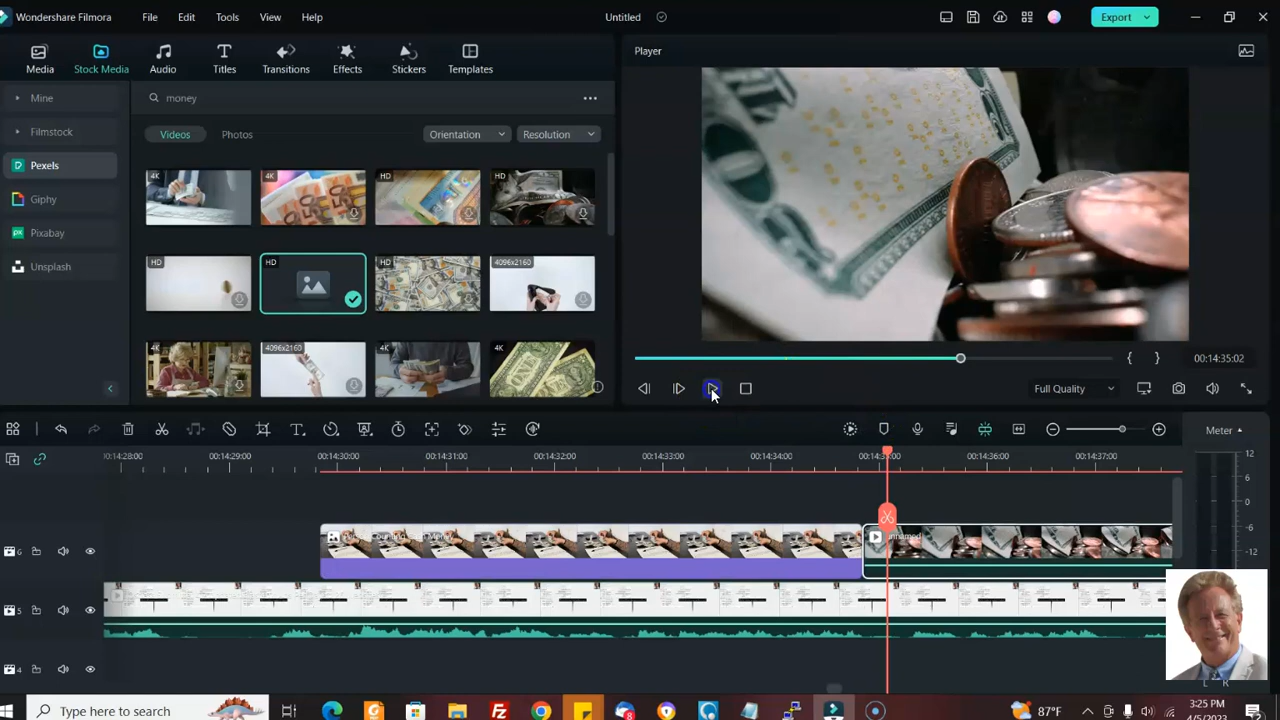 Wondershare Filmora File Edit Tools View Help Untitled Export
Media Stock Media Audio Titles Transitions Effects Stickers Templates
Player
Mine
Filmstock
Pexels
Giphy
Pixabay
Unsplash
money
Videos Photos Orientation Resolution
4K 4K HD HD
HD HD 4096x2160
4K 4096x2160 4K 4K
{ } 00:14:35:02
Full Quality
Meter
00:14:28:00 00:14:29:00 00:14:30:00 00:14:31:00 00:14:32:00 00:14:33:00 00:14:34:00 00:14:35:00 00:14:36:00 00:14:37:00
12
6
0
-6
-12
6 Counting Cash Money unnamed
5
4
L R
Type here to search
87°F
3:25 PM
4/5/2023